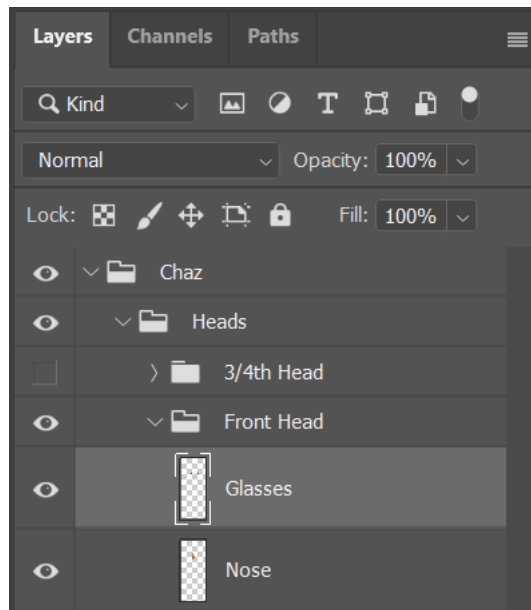 Layers Channels Paths
Kind
Normal Opacity: 100%
Lock: Fill: 100%
Chaz
Heads
3/4th Head
Front Head
Glasses
Nose